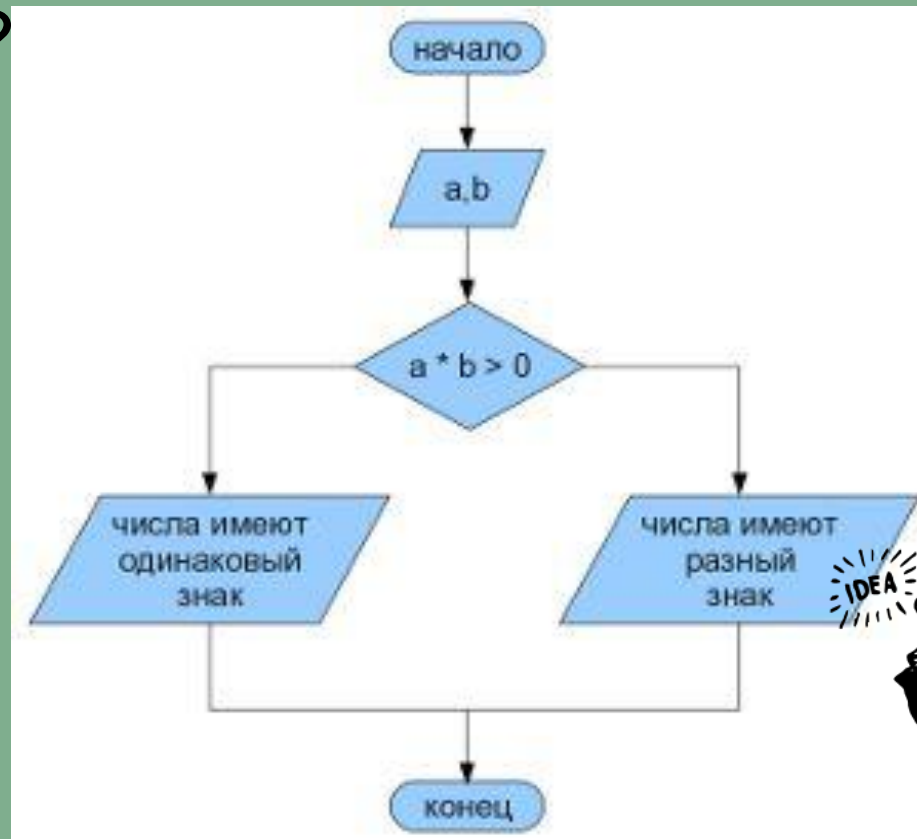 начало
a,b
a * b > 0
числа имеют
одинаковый
знак
числа имеют
разный
знак
IDEA
конец